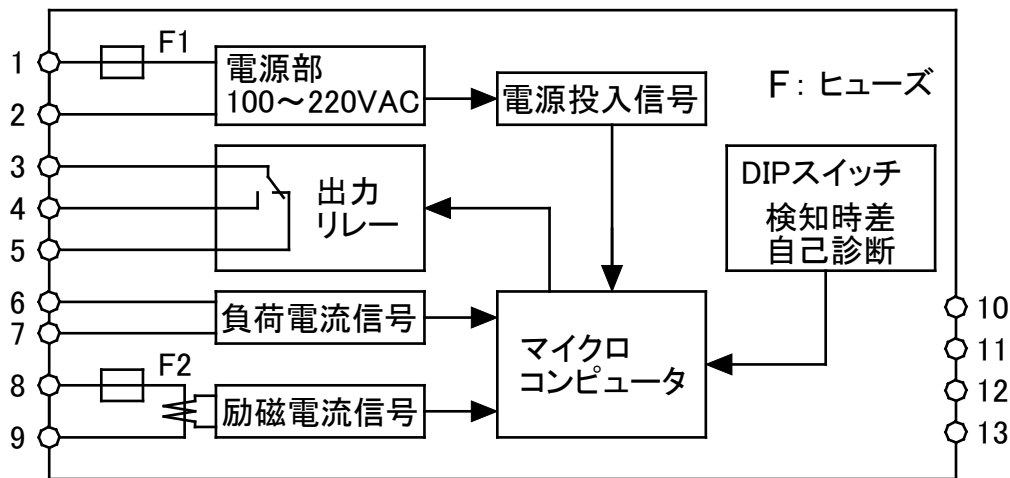 F1
1
電源部
100～220VAC
2
電源投入信号
F：ヒューズ
3
4
5
出力
リレー
DIPスイッチ
検知時差
自己診断
6
7
負荷電流信号
マイクロ
コンピュータ
8
F2
9
励磁電流信号
10
11
12
13